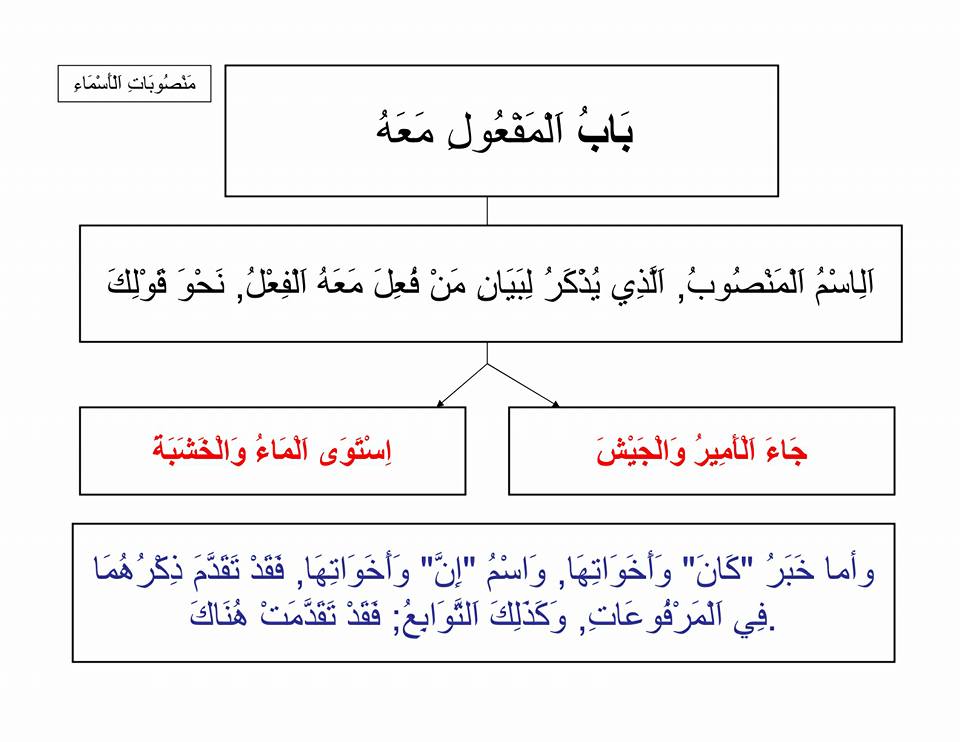 مَنْصُوبَاتِ اَلْأَسْمَاءِ
بَابُ اَلْمَفْعُولِ مَعَهُ
اَلِاسْمُ اَلْمَنْصُوبُ, اَلَّذِي يُذْكَرُ لِبَيَانِ مَنْ فُعِلَ مَعَهُ اَلْفِعْلُ, نَحْوَ قَوْلِكَ
جَاءَ اَلْأَمِيرُ وَالْجَيْشَ
اِسْتَوَى اَلْمَاءُ وَالْخَشَبَةَ
وأما خَبَرُ "كَانَ" وَأَخَوَاتِهَا, وَاسْمُ "إِنَّ" وَأَخَوَاتِهَا, فَقَدْ تَقَدَّمَ ذِكْرُهُمَا
فِي اَلْمَرْفُوعَاتِ, وَكَذَلِكَ اَلتَّوَابِعُ; فَقَدْ تَقَدَّمَتْ هُنَاكَ.